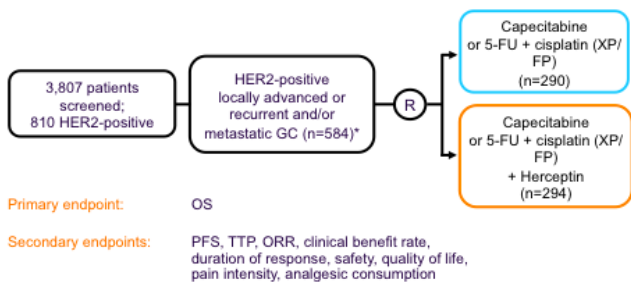 3,807 patients
screened;
810 HER2-positive
HER2-positive
locally advanced or
recurrent and/or
metastatic GC (n=584)*
R
Capecitabine
or 5-FU + cisplatin (XP/
FP)
(n=290)
Capecitabine
or 5-FU + cisplatin (XP/
FP)
+ Herceptin
(n=294)
Primary endpoint: OS
Secondary endpoints: PFS, TTP, ORR, clinical benefit rate,
duration of response, safety, quality of life,
pain intensity, analgesic consumption